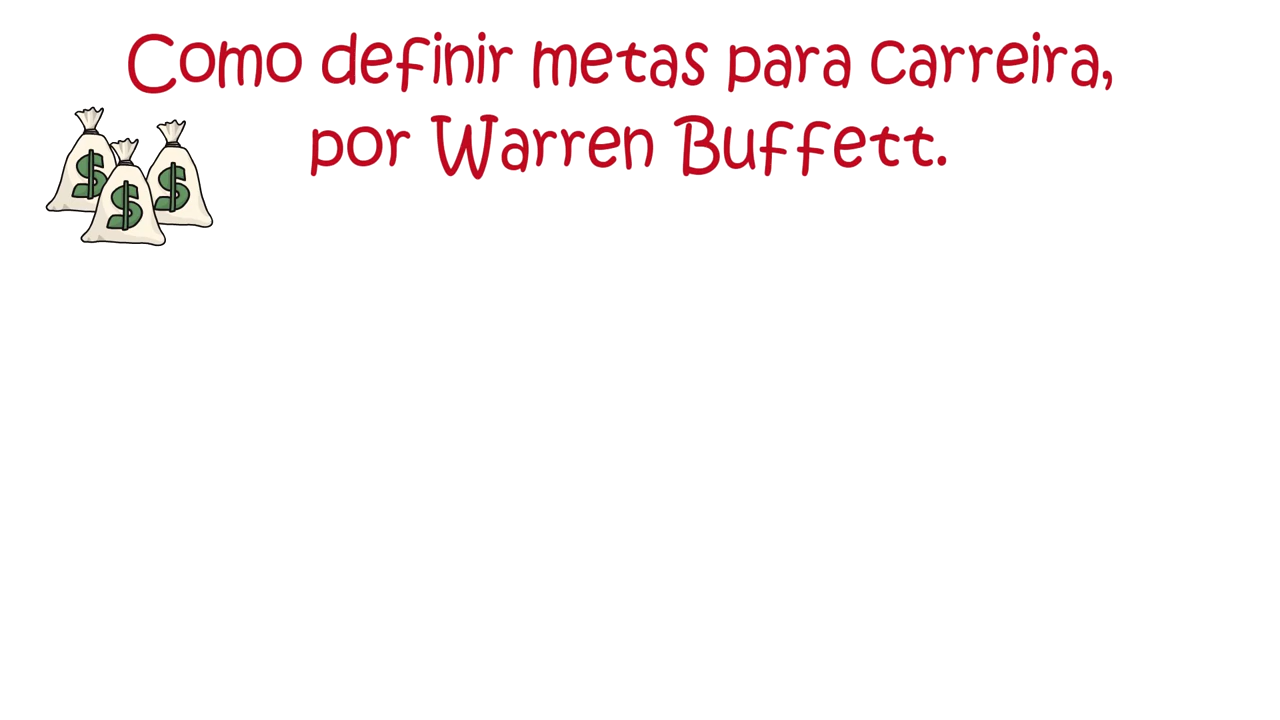 Como definir metas para carreira,
por Warren Buffett.
$ $ $